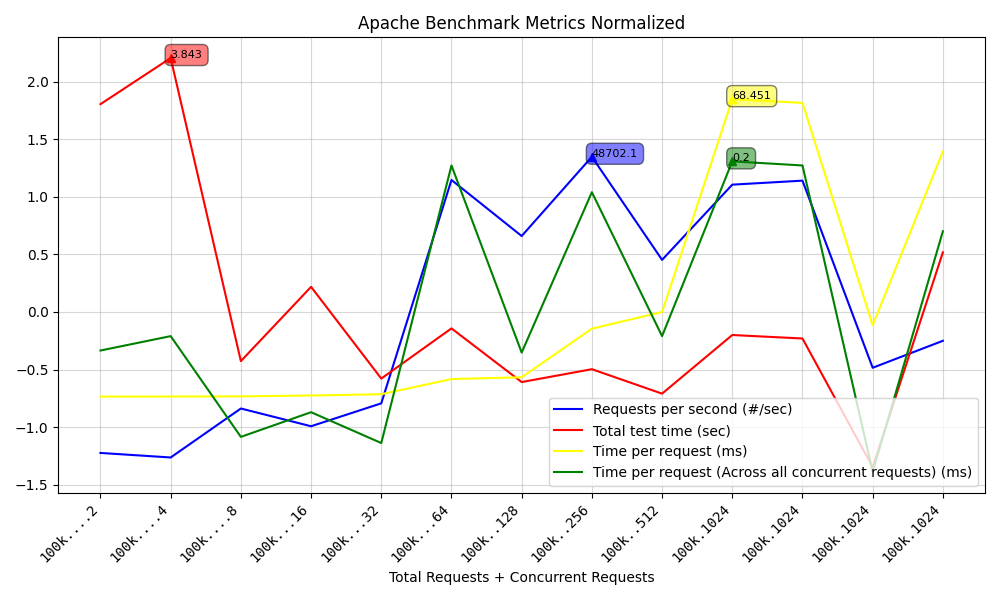 Apache Benchmark Metrics Normalized
3.843
68.451
48702.1
0.2
2.0
1.5
1.0
0.5
0.0
−0.5
−1.0
−1.5
Requests per second (#/sec)
Total test time (sec)
Time per request (ms)
Time per request (Across all concurrent requests) (ms)
100k....2
100k....4
100k....8
100k...16
100k...32
100k...64
100k..128
100k..256
100k..512
100k.1024
100k.1024
100k.1024
100k.1024
Total Requests + Concurrent Requests